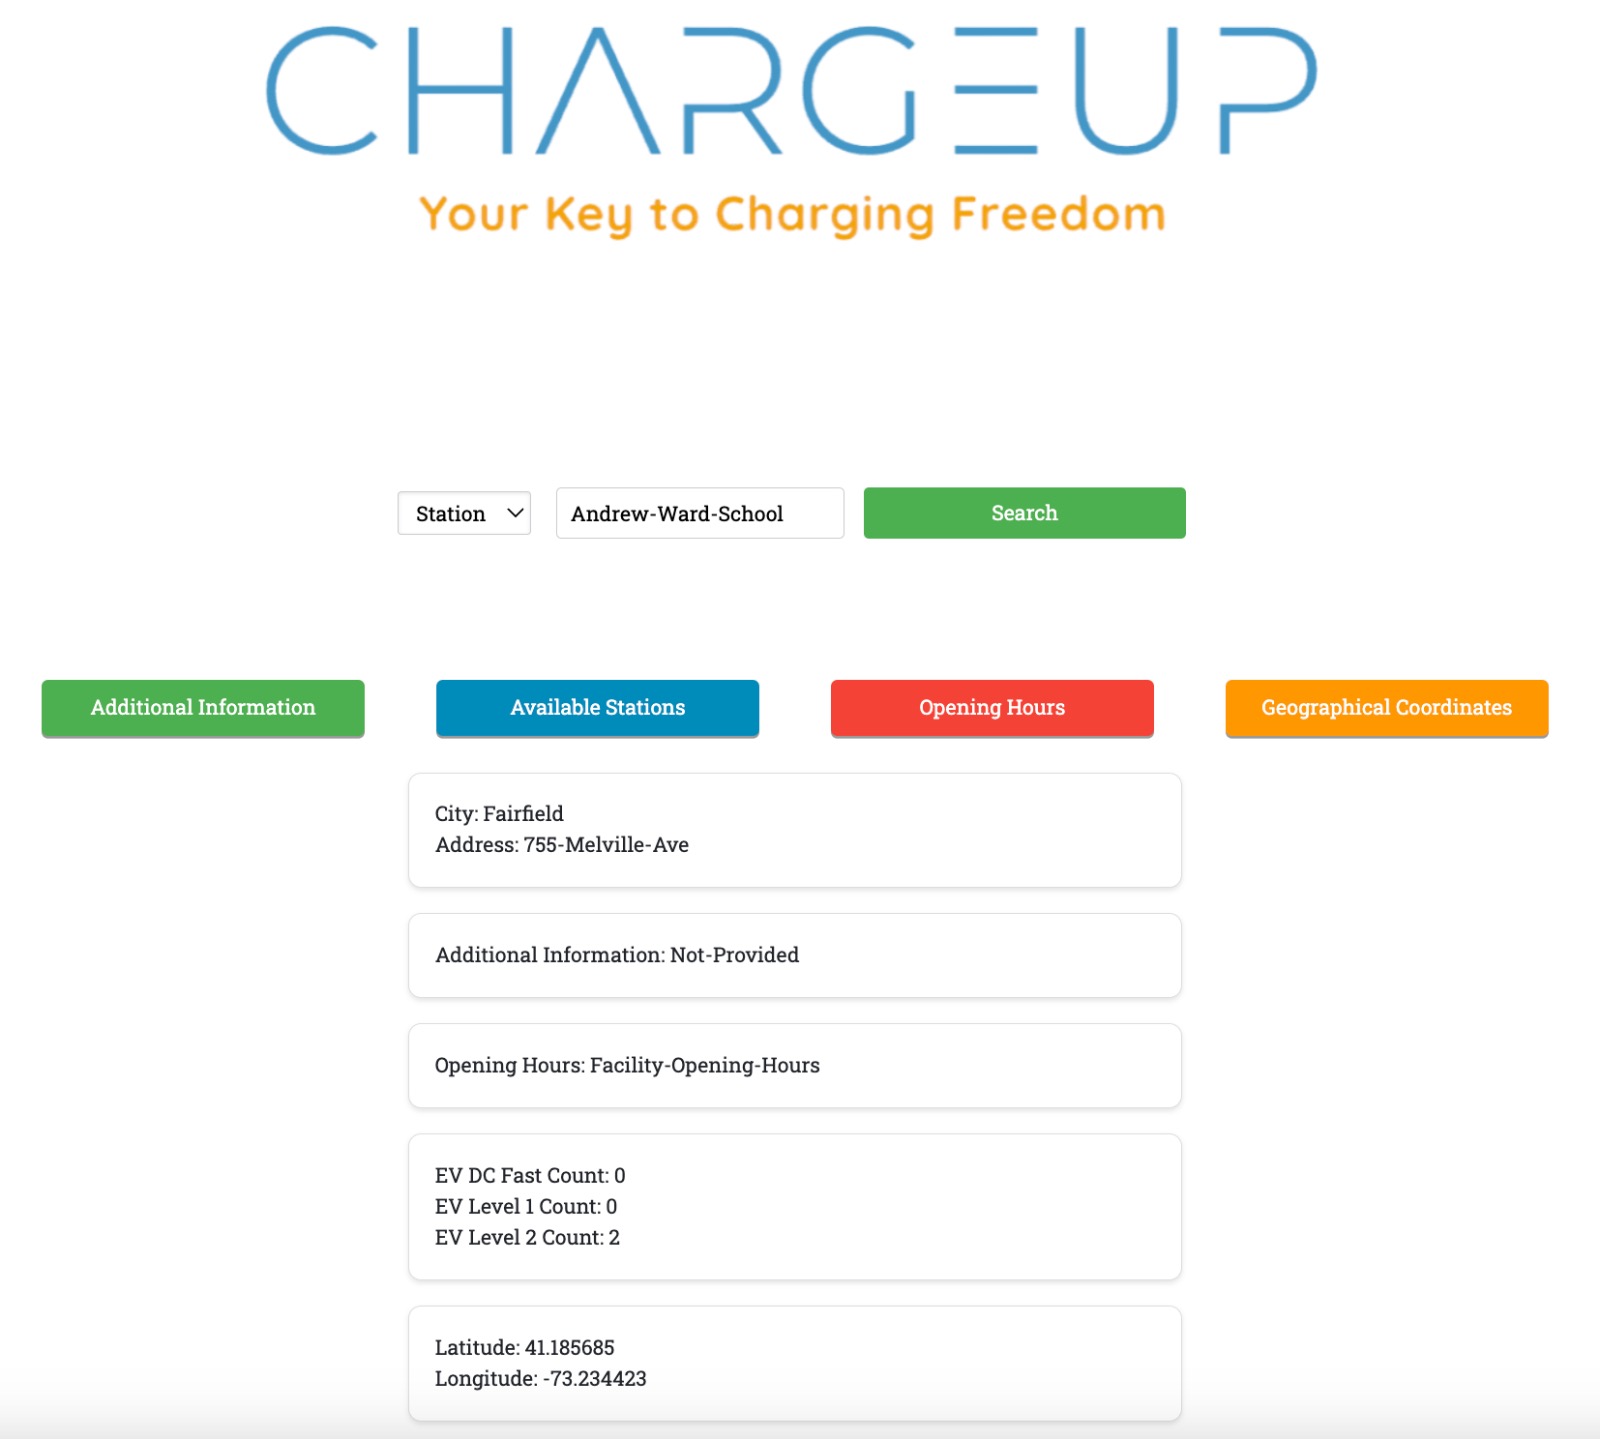 CHARGEUP
Your Key to Charging Freedom
Station
Andrew-Ward-School
Search
Additional Information
Available Stations
Opening Hours
Geographical Coordinates
City: Fairfield
Address: 755-Melville-Ave
Additional Information: Not-Provided
Opening Hours: Facility-Opening-Hours
EV DC Fast Count: 0
EV Level 1 Count: 0
EV Level 2 Count: 2
Latitude: 41.185685
Longitude: -73.234423